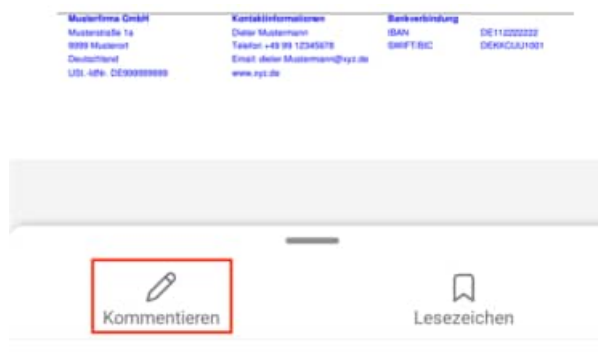 Musterfirma GmbH
Musterstraße 1a
9999 Musterort
Deutschland
USt.-IdNr. DE999999999
Kontaktinformationen
Dieter Mustermann
Telefon +49 99 12345678
Email: dieter.Mustermann@xyz.de
www.xyz.de
Bankverbindung
IBAN DE112222222
SWIFT/BIC DEKKCUU1001
Kommentieren
Lesezeichen